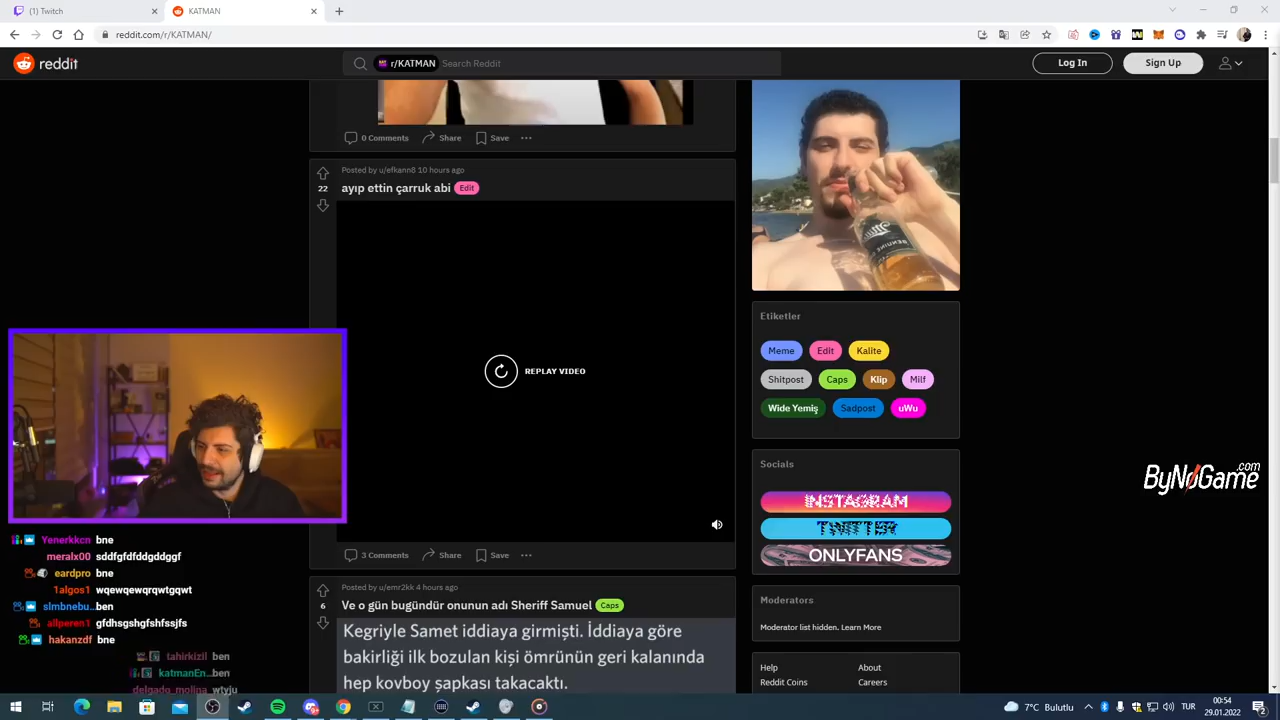 (1) Twitch
KATMAN
reddit.com/r/KATMAN/
reddit
r/KATMAN
Search Reddit
Log In
Sign Up
0 Comments
Share
Save
Posted by u/efkann8 10 hours ago
22
ayıp ettin çarruk abi
Edit
REPLAY VIDEO
3 Comments
Share
Save
Posted by u/emr2kk 4 hours ago
6
Ve o gün bugündür onunun adı Sheriff Samuel
Caps
Kegriyle Samet iddiaya girmişti. İddiaya göre
bakirliği ilk bozulan kişi ömrünün geri kalanında
hep kovboy şapkası takacaktı.
Etiketler
Meme
Edit
Kalite
Shitpost
Caps
Klip
Milf
Wide Yemiş
Sadpost
uWu
Socials
INSTAGRAM
TWITTER
ONLYFANS
Moderators
Moderator list hidden. Learn More
Help
About
Reddit Coins
Careers
ByNoGame.com
Yenerkkcn bne
meralx00 sddfgfdfddgddggf
eardpro bne
1algos1 wqewqewqrqwtgqwt
slmbnebu... ben
allperen1 gfdhgsghgfshfssjfs
hakanzdf bne
tahirkizil ben
katmanEn... ben
delgado_molina wtyju
7°C Bulutlu
TUR
00:54
29.01.2022
2